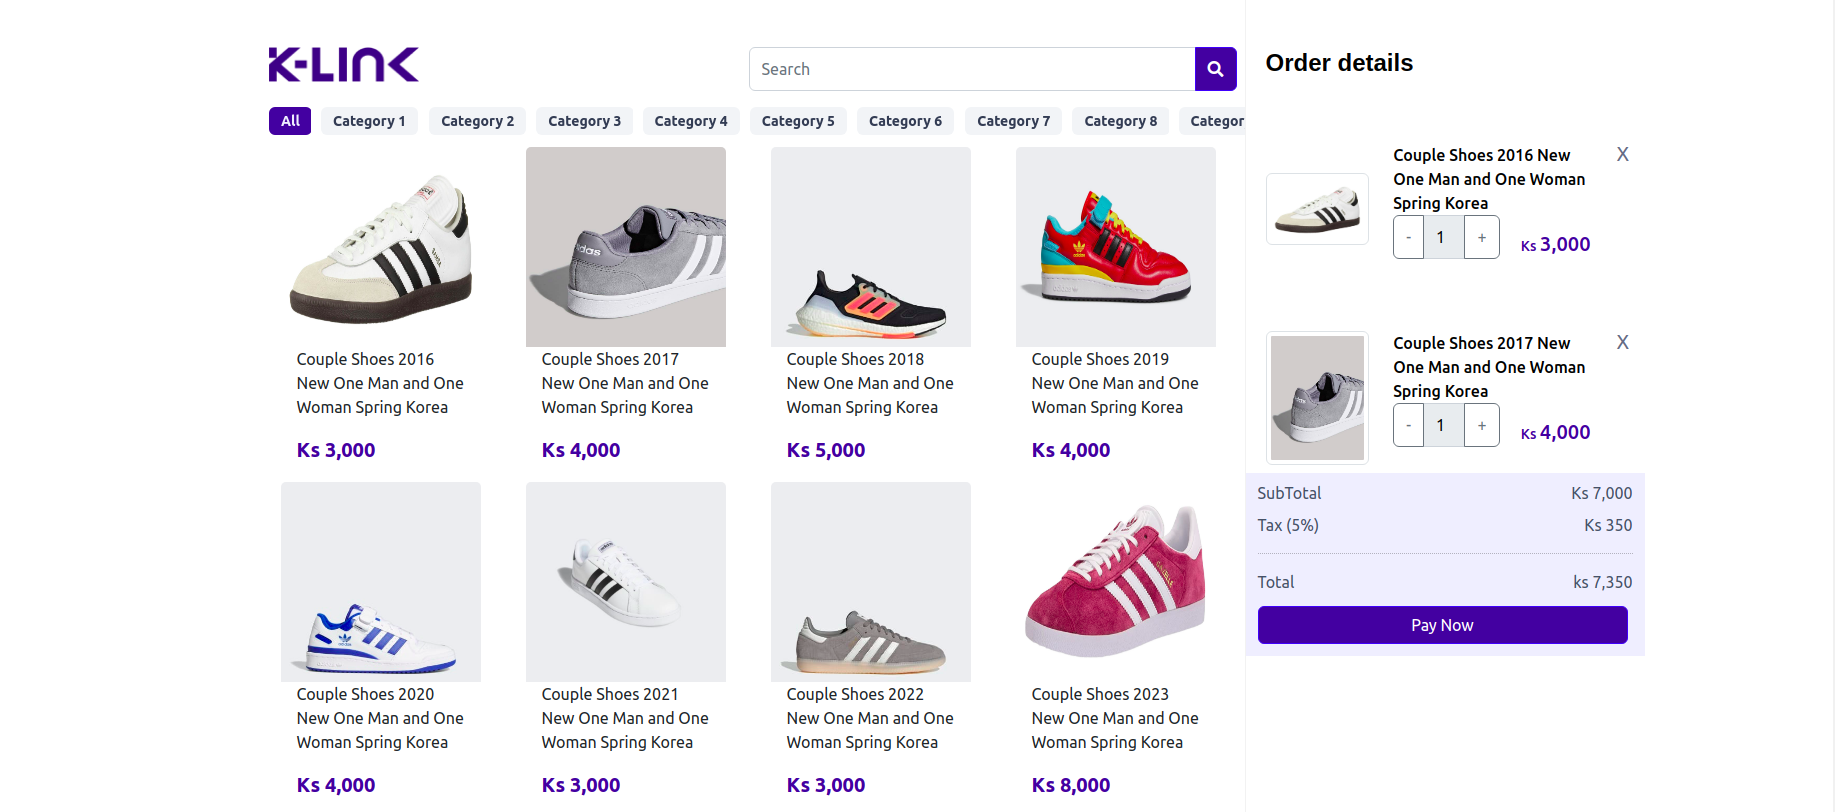 K-LINK
Search
All
Category 1
Category 2
Category 3
Category 4
Category 5
Category 6
Category 7
Category 8
Categor
Couple Shoes 2016
New One Man and One
Woman Spring Korea
Ks 3,000
Couple Shoes 2017
New One Man and One
Woman Spring Korea
Ks 4,000
Couple Shoes 2018
New One Man and One
Woman Spring Korea
Ks 5,000
Couple Shoes 2019
New One Man and One
Woman Spring Korea
Ks 4,000
Couple Shoes 2020
New One Man and One
Woman Spring Korea
Ks 4,000
Couple Shoes 2021
New One Man and One
Woman Spring Korea
Ks 3,000
Couple Shoes 2022
New One Man and One
Woman Spring Korea
Ks 3,000
Couple Shoes 2023
New One Man and One
Woman Spring Korea
Ks 8,000
Order details
Couple Shoes 2016 New
One Man and One Woman
Spring Korea
X
- 1 +
Ks 3,000
Couple Shoes 2017 New
One Man and One Woman
Spring Korea
X
- 1 +
Ks 4,000
SubTotal Ks 7,000
Tax (5%) Ks 350
Total ks 7,350
Pay Now